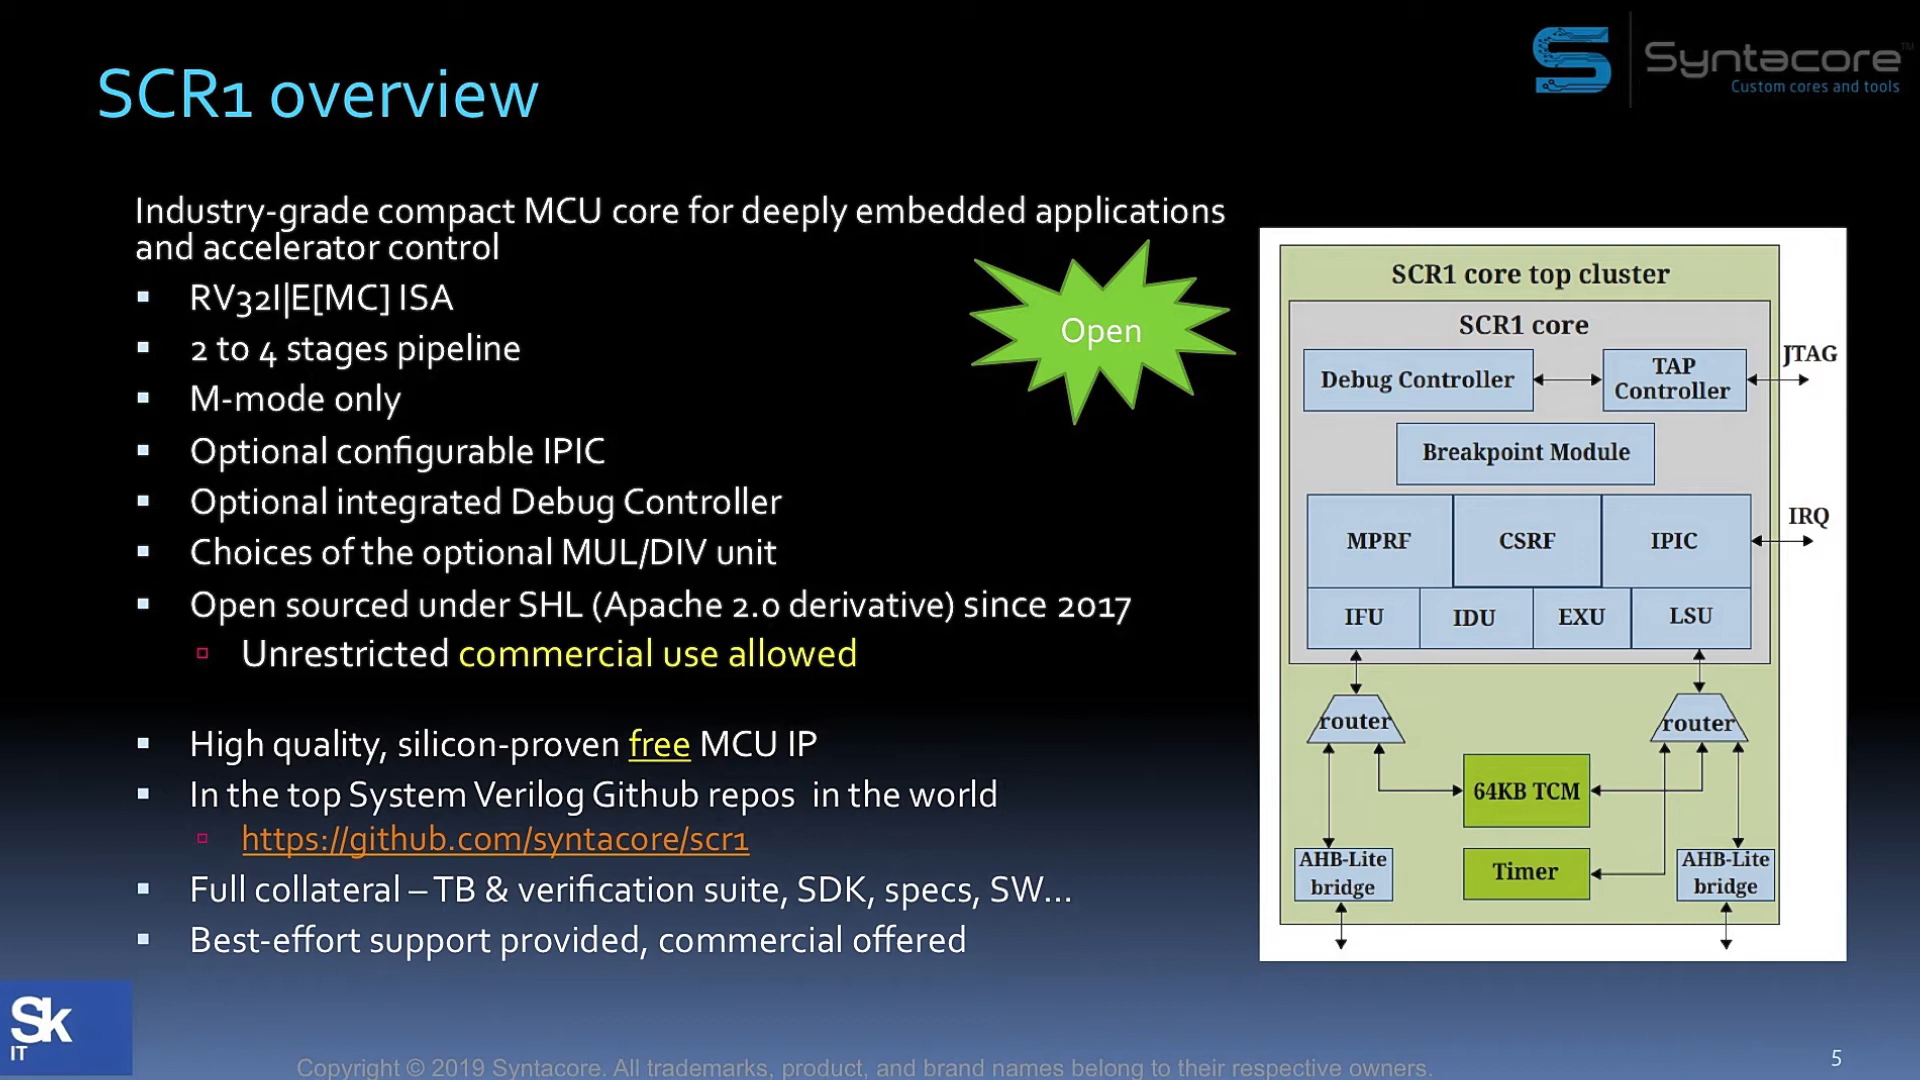 Syntacore™
Custom cores and tools
SCR1 overview
Industry-grade compact MCU core for deeply embedded applications
and accelerator control
RV32I|E[MC] ISA
2 to 4 stages pipeline
M-mode only
Optional configurable IPIC
Optional integrated Debug Controller
Choices of the optional MUL/DIV unit
Open sourced under SHL (Apache 2.0 derivative) since 2017
Unrestricted commercial use allowed
High quality, silicon-proven free MCU IP
In the top System Verilog Github repos in the world
https://github.com/syntacore/scr1
Full collateral – TB & verification suite, SDK, specs, SW...
Best-effort support provided, commercial offered
Open
SCR1 core top cluster
SCR1 core
Debug Controller
TAP
Controller
JTAG
Breakpoint Module
MPRF
CSRF
IPIC
IRQ
IFU
IDU
EXU
LSU
router
router
64KB TCM
Timer
AHB-Lite
bridge
AHB-Lite
bridge
Sk
IT
Copyright © 2019 Syntacore. All trademarks, product, and brand names belong to their respective owners.
5